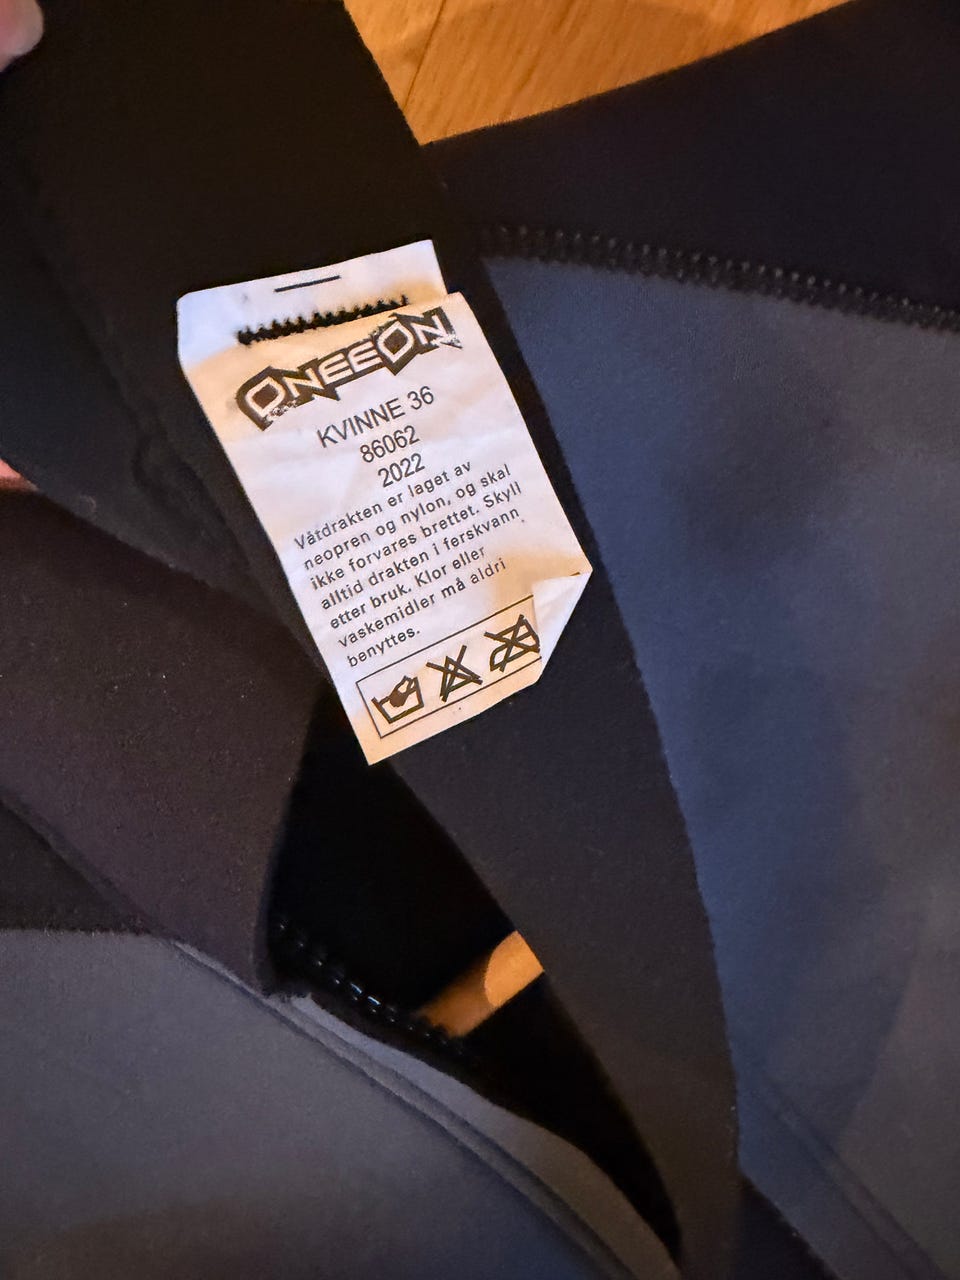 ONEEON
KVINNE 36
86062
2022
Våtdrakten er laget av
neopren og nylon, og skal
ikke forvares brettet. Skyll
alltid drakten i ferskvann
etter bruk. Klor eller
vaskemidler må aldri
benyttes.